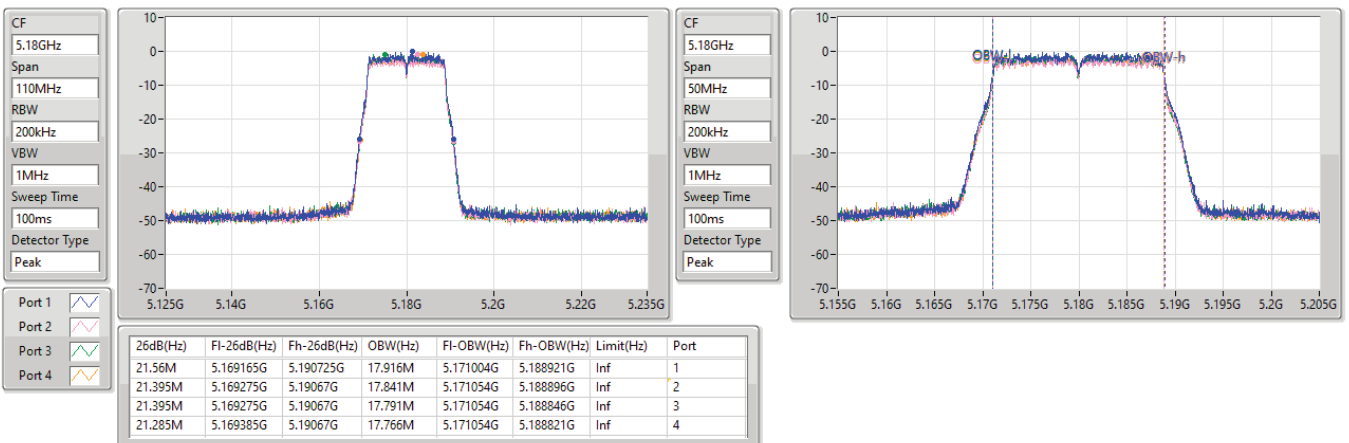 CF
5.18GHz
Span
110MHz
RBW
200kHz
VBW
1MHz
Sweep Time
100ms
Detector Type
Peak
10-
0-
-10-
-20-
-30-
-40-
-50-
-60-
-70-
5.125G 5.14G 5.16G 5.18G 5.2G 5.22G 5.235G
CF
5.18GHz
Span
50MHz
RBW
200kHz
VBW
1MHz
Sweep Time
100ms
Detector Type
Peak
10-
0-
-10-
-20-
-30-
-40-
-50-
-60-
-70-
OBW-l OBW-h
5.155G 5.16G 5.165G 5.17G 5.175G 5.18G 5.185G 5.19G 5.195G 5.2G 5.205G
Port 1
Port 2
Port 3
Port 4
26dB(Hz) Fl-26dB(Hz) Fh-26dB(Hz) OBW(Hz) Fl-OBW(Hz) Fh-OBW(Hz) Limit(Hz) Port
21.56M 5.169165G 5.190725G 17.916M 5.171004G 5.188921G Inf 1
21.395M 5.169275G 5.19067G 17.841M 5.171054G 5.188896G Inf 2
21.395M 5.169275G 5.19067G 17.791M 5.171054G 5.188846G Inf 3
21.285M 5.169385G 5.19067G 17.766M 5.171054G 5.188821G Inf 4